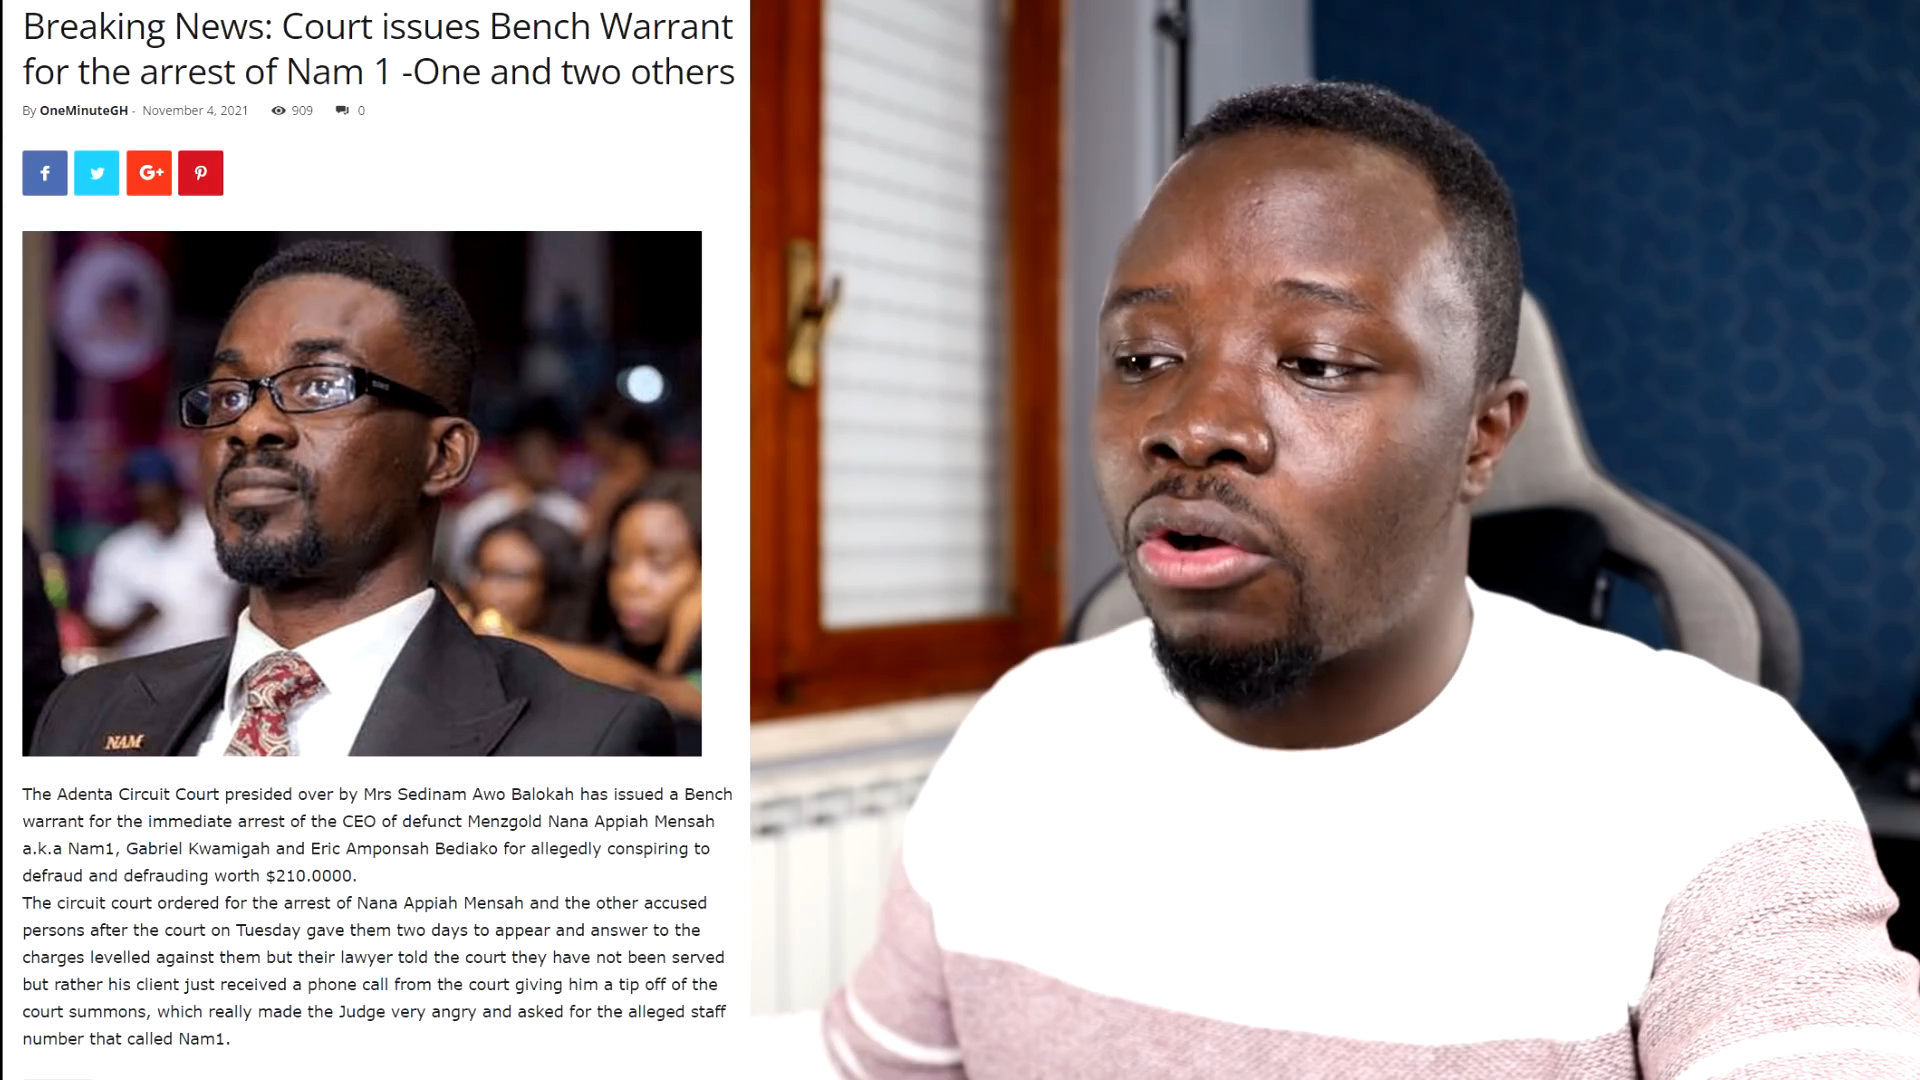 Breaking News: Court issues Bench Warrant
for the arrest of Nam 1 -One and two others
By OneMinuteGH - November 4, 2021 909 0
f G+
NAM
The Adenta Circuit Court presided over by Mrs Sedinam Awo Balokah has issued a Bench
warrant for the immediate arrest of the CEO of defunct Menzgold Nana Appiah Mensah
a.k.a Nam1, Gabriel Kwamigah and Eric Amponsah Bediako for allegedly conspiring to
defraud and defrauding worth $210.0000.
The circuit court ordered for the arrest of Nana Appiah Mensah and the other accused
persons after the court on Tuesday gave them two days to appear and answer to the
charges levelled against them but their lawyer told the court they have not been served
but rather his client just received a phone call from the court giving him a tip off of the
court summons, which really made the Judge very angry and asked for the alleged staff
number that called Nam1.